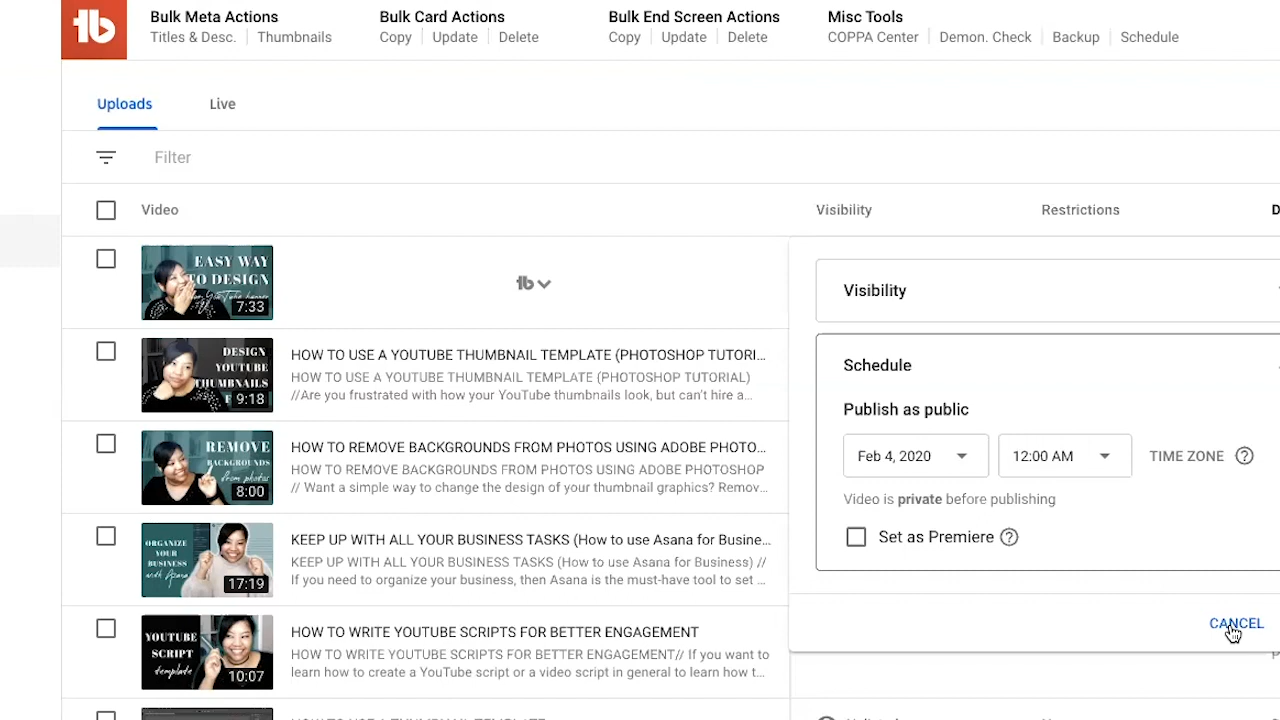 tb
Bulk Meta Actions
Titles & Desc.
Thumbnails
Bulk Card Actions
Copy
Update
Delete
Bulk End Screen Actions
Copy
Update
Delete
Misc Tools
COPPA Center
Demon. Check
Backup
Schedule
Uploads
Live
Filter
Video
Visibility
Restrictions
EASY WAY
TO DESIGN
YouTube banner
7:33
tb
DESIGN
YOUTUBE
THUMBNAILS
9:18
HOW TO USE A YOUTUBE THUMBNAIL TEMPLATE (PHOTOSHOP TUTORI...
HOW TO USE A YOUTUBE THUMBNAIL TEMPLATE (PHOTOSHOP TUTORIAL)
//Are you frustrated with how your YouTube thumbnails look, but can't hire a...
REMOVE
BACKGROUNDS
from photos
8:00
HOW TO REMOVE BACKGROUNDS FROM PHOTOS USING ADOBE PHOTO...
HOW TO REMOVE BACKGROUNDS FROM PHOTOS USING ADOBE PHOTOSHOP
// Want a simple way to change the design of your thumbnail graphics? Remov...
ORGANIZE
YOUR
BUSINESS
with Asana
17:19
KEEP UP WITH ALL YOUR BUSINESS TASKS (How to use Asana for Busine...
KEEP UP WITH ALL YOUR BUSINESS TASKS (How to use Asana for Business) //
If you need to organize your business, then Asana is the must-have tool to set ...
YOUTUBE
SCRIPT
template
10:07
HOW TO WRITE YOUTUBE SCRIPTS FOR BETTER ENGAGEMENT
HOW TO WRITE YOUTUBE SCRIPTS FOR BETTER ENGAGEMENT// If you want to
learn how to create a YouTube script or a video script in general to learn how t...
Visibility
Schedule
Publish as public
Feb 4, 2020
12:00 AM
TIME ZONE
Video is private before publishing
Set as Premiere
CANCEL